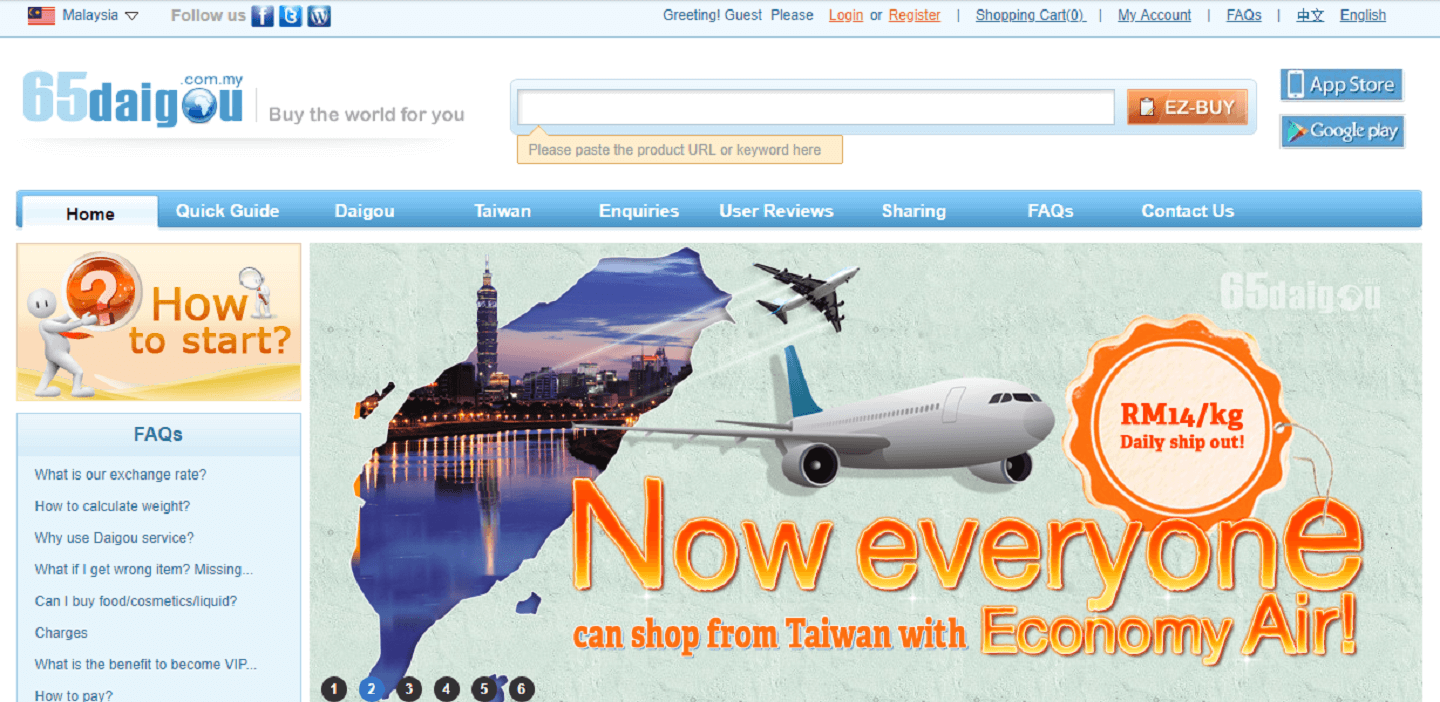 Malaysia
Follow us
Greeting! Guest Please Login or Register | Shopping Cart(0) | My Account | FAQs | 中文 English
65daigou.com.my
Buy the world for you
EZ-BUY
Please paste the product URL or keyword here
App Store
Google play
Home Quick Guide Daigou Taiwan Enquiries User Reviews Sharing FAQs Contact Us
How
to start?
FAQs
What is our exchange rate?
How to calculate weight?
Why use Daigou service?
What if I get wrong item? Missing...
Can I buy food/cosmetics/liquid?
Charges
What is the benefit to become VIP...
How to pay?
65daigou
RM14/kg
Daily ship out!
Now everyone
can shop from Taiwan with Economy Air!
1 2 3 4 5 6